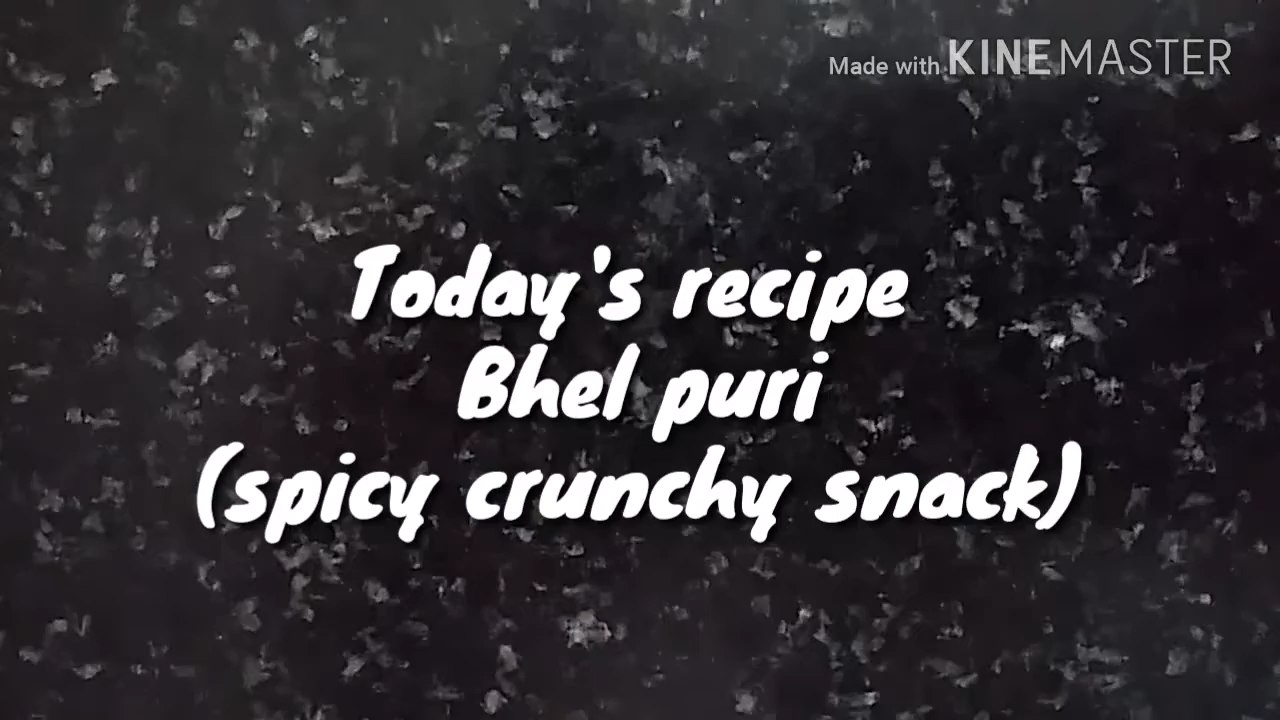 Made with KINEMASTER
Today's recipe
Bhel puri
(spicy crunchy snack)